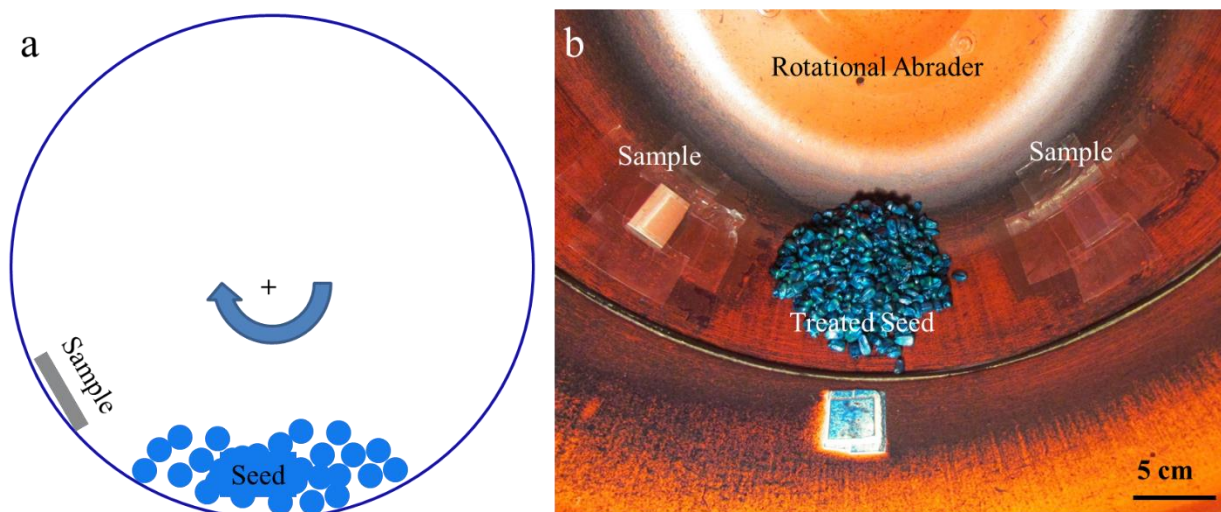 a
+
Sample
Seed
b
Rotational Abrader
Sample
Sample
Treated Seed
5 cm